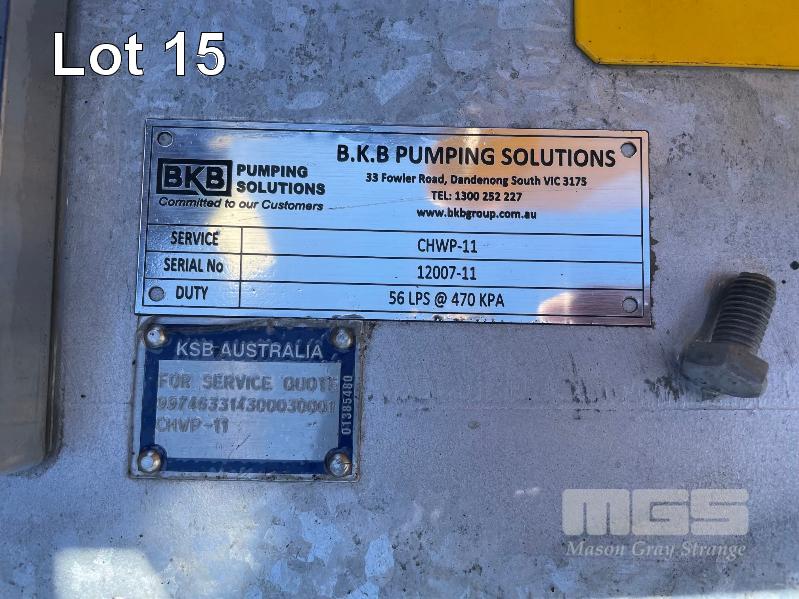 Lot 15
B.K.B PUMPING SOLUTIONS
33 Fowler Road, Dandenong South VIC 3175
TEL: 1300 252 227
www.bkbgroup.com.au
BKB PUMPING SOLUTIONS
Committed to our Customers
SERVICE CHWP-11
SERIAL No 12007-11
DUTY 56 LPS @ 470 KPA
KSB AUSTRALIA
FOR SERVICE QUOTE
997463314300030001
CHWP-11
01385480
MGS
Mason Gray Strange